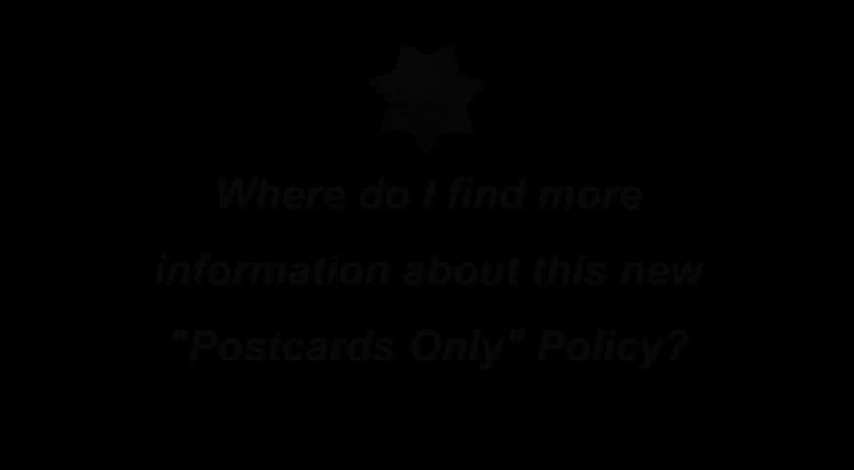 Where do I find more
information about this new
"Postcards Only" Policy?